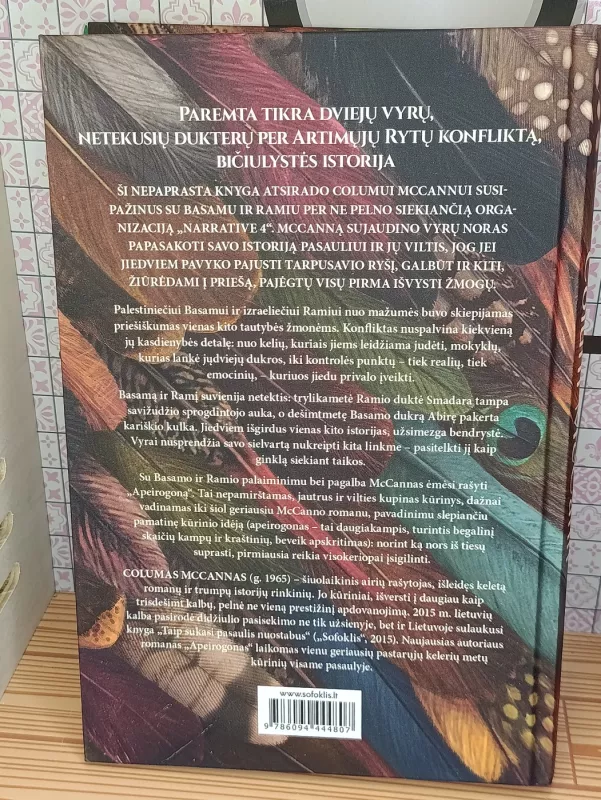 PAREMTA TIKRA DVIEJŲ VYRŲ,
NETEKUSIŲ DUKTERŲ PER ARTIMŲJŲ RYTŲ KONFLIKTĄ,
BIČIULYSTĖS ISTORIJA
ŠI NEPAPRASTA KNYGA ATSIRADO COLUMUI MCCANNUI SUSI-
PAŽINUS SU BASAMU IR RAMIU PER NE PELNO SIEKIANČIĄ ORGA-
NIZACIJĄ „NARRATIVE 4“. MCCANNĄ SUJAUDINO VYRŲ NORAS
PAPASAKOTI SAVO ISTORIJĄ PASAULIUI IR JŲ VILTIS, JOG JEI
JIEDVIEM PAVYKO PAJUSTI TARPUSAVIO RYŠĮ, GALBŪT IR KITI,
ŽIŪRĖDAMI Į PRIEŠĄ, PAJĖGTŲ VISŲ PIRMA IŠVYSTI ŽMOGŲ.
Palestiniečiui Basamui ir izraeliečiui Ramiui nuo mažumės buvo skiepijamas
priešiškumas vienas kito tautybės žmonėms. Konfliktas nuspalvina kiekvieną
jų kasdienybės detalę: nuo kelių, kuriais jiems leidžiama judėti, mokyklų,
kurias lankė jųdviejų dukros, iki kontrolės punktų – tiek realių, tiek
emocinių, – kuriuos jiedu privalo įveikti.
Basamą ir Ramį suvienija netektis: trylikametė Ramio duktė Smadara tampa
savižudžio sprogdintojo auka, o dešimtmetę Basamo dukrą Abirę pakerta
kariškio kulka. Jiedviem išgirdus vienas kito istorijas, užsimezga bendrystė.
Vyrai nusprendžia savo sielvartą nukreipti kita linkme – pasitelkti jį kaip
ginklą siekiant taikos.
Su Basamo ir Ramio palaiminimu bei pagalba McCannas ėmėsi rašyti
„Apeirogoną“. Tai nepamirštamas, jautrus ir vilties kupinas kūrinys, dažnai
vadinamas iki šiol geriausiu McCanno romanu, pavadinimu slepiančiu
pamatinę kūrinio idėją (apeirogonas – tai daugiakampis, turintis begalinį
skaičių kampų ir kraštinių, beveik apskritimas): norint ką nors iš tiesų
suprasti, pirmiausia reikia visokeriopai įsigilinti.
COLUMAS MCCANNAS (g. 1965) – šiuolaikinis airių rašytojas, išleidęs keletą
romanų ir trumpų istorijų rinkinių. Jo kūriniai, išversti į daugiau kaip
trisdešimt kalbų, pelnė ne vieną prestižinį apdovanojimą. 2015 m. lietuvių
kalba pasirodė didžiulio pasisekimo ne tik užsienyje, bet ir Lietuvoje sulaukusi
knyga „Taip sukasi pasaulis nuostabus“ („Sofoklis“, 2015). Naujausias autoriaus
romanas „Apeirogonas“ laikomas vienu geriausių pastarųjų kelerių metų
kūrinių visame pasaulyje.
www.sofoklis.lt
9 786094 444807